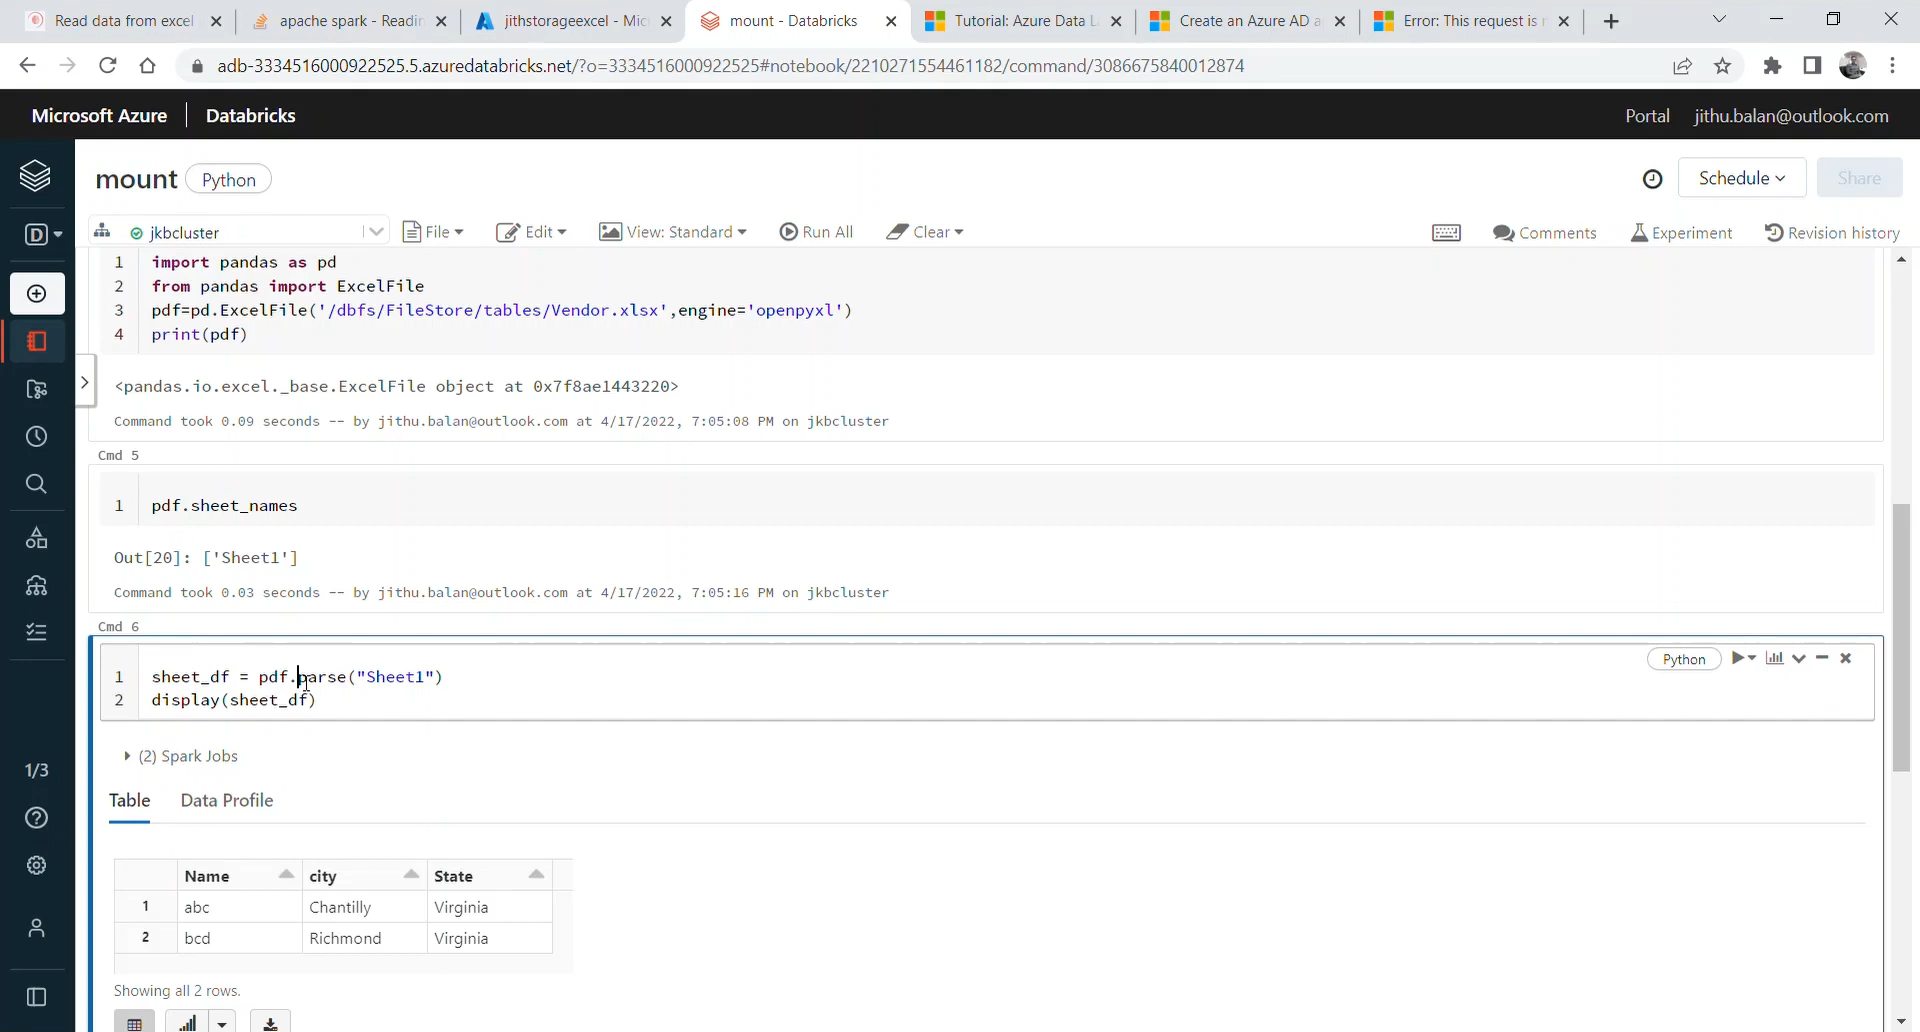 Read data from excel
apache spark - Readin
jithstorageexcel - Mic
mount - Databricks
Tutorial: Azure Data L
Create an Azure AD a
Error: This request is n
adb-3334516000922525.5.azuredatabricks.net/?o=3334516000922525#notebook/2210271554461182/command/3086675840012874
Microsoft Azure
Databricks
Portal
jithu.balan@outlook.com
mount
Python
Schedule
Share
D
jkbcluster
File
Edit
View: Standard
Run All
Clear
Comments
Experiment
Revision history
1 import pandas as pd
2 from pandas import ExcelFile
3 pdf=pd.ExcelFile('/dbfs/FileStore/tables/Vendor.xlsx',engine='openpyxl')
4 print(pdf)
<pandas.io.excel._base.ExcelFile object at 0x7f8ae1443220>
Command took 0.09 seconds -- by jithu.balan@outlook.com at 4/17/2022, 7:05:08 PM on jkbcluster
Cmd 5
1 pdf.sheet_names
Out[20]: ['Sheet1']
Command took 0.03 seconds -- by jithu.balan@outlook.com at 4/17/2022, 7:05:16 PM on jkbcluster
Cmd 6
Python
1 sheet_df = pdf.parse("Sheet1")
2 display(sheet_df)
(2) Spark Jobs
1/3
Table
Data Profile
Name city State
1 abc Chantilly Virginia
2 bcd Richmond Virginia
Showing all 2 rows.